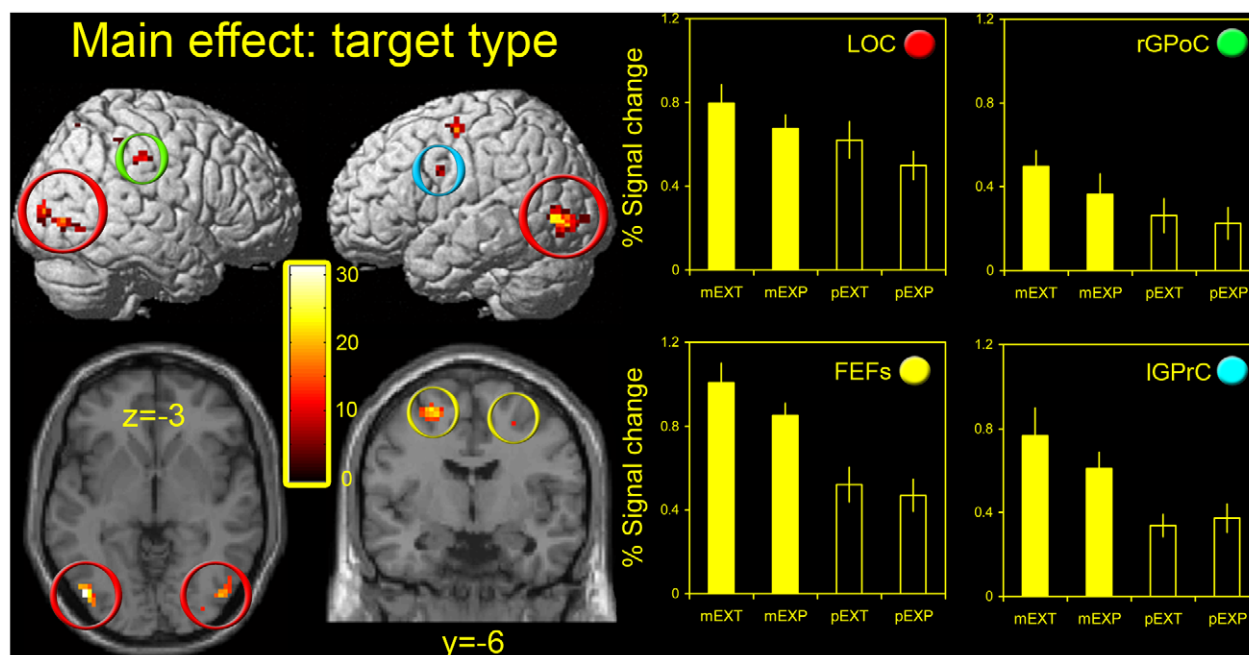 Main effect: target type
30
20
10
0
z=-3
y=-6
LOC
% Signal change
1.2
0.8
0.4
0
mEXT mEXP pEXT pEXP
rGPoC
1.2
0.8
0.4
0
mEXT mEXP pEXT pEXP
FEFs
% Signal change
1.2
0.8
0.4
0
mEXT mEXP pEXT pEXP
lGPrC
1.2
0.8
0.4
0
mEXT mEXP pEXT pEXP